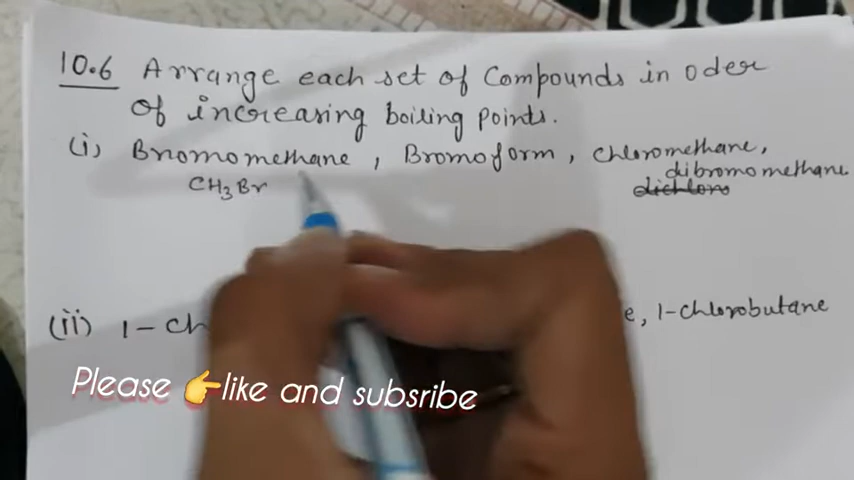 10.6 Arrange each set of Compounds in oder
of increasing boiling points.
(i) Bromomethane, Bromoform, chloromethane,
dibromomethane.
CH3Br
(ii) 1-ch e, 1-chlorobutane
Please 👉like and subsribe